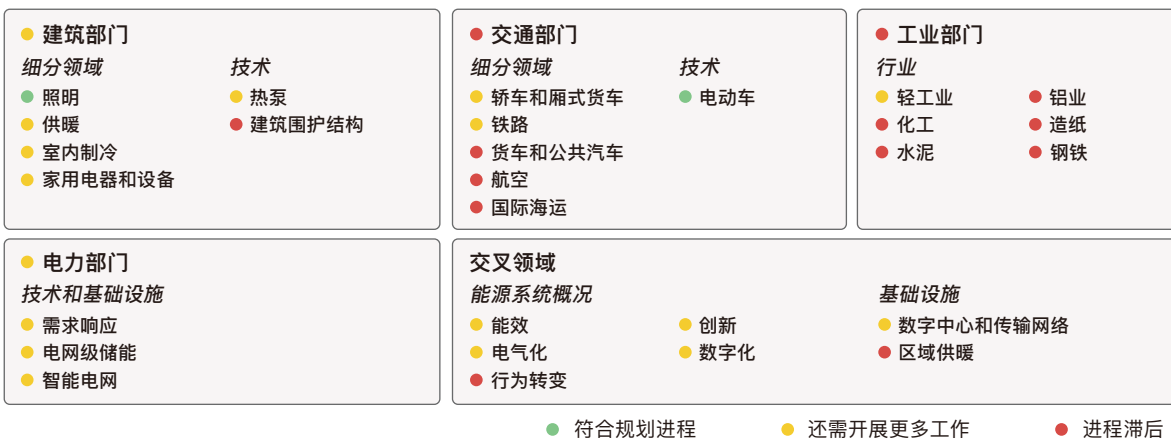 建筑部门
细分领域 技术
照明 热泵
供暖 建筑围护结构
室内制冷
家用电器和设备
交通部门
细分领域 技术
轿车和厢式货车 电动车
铁路
货车和公共汽车
航空
国际海运
工业部门
行业
轻工业 铝业
化工 造纸
水泥 钢铁
电力部门
技术和基础设施
需求响应
电网级储能
智能电网
交叉领域
能源系统概况 基础设施
能效 创新 数字中心和传输网络
电气化 数字化 区域供暖
行为转变
符合规划进程 还需开展更多工作 进程滞后